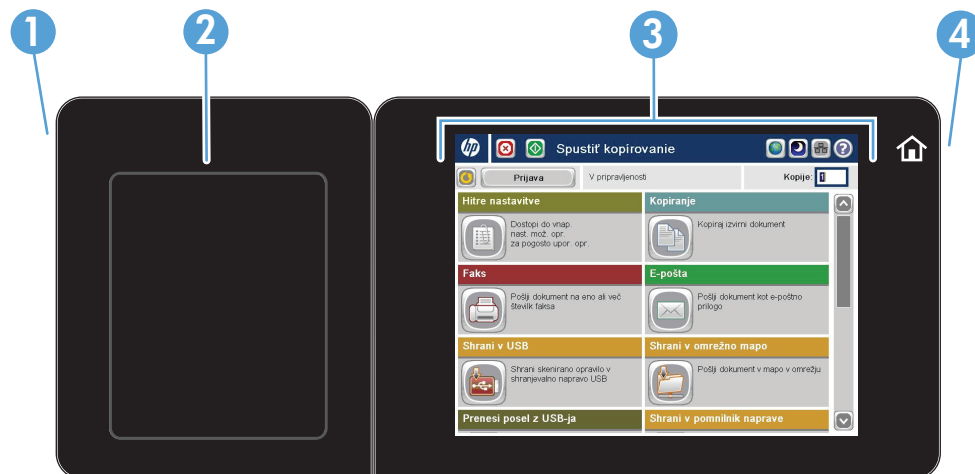 1
2
3
4
hp
Spustiť kopírovanie
?
Prijava
V pripravljenosti
Kopije: 1
Hitre nastavitve
Kopiranje
Dostopi do vnap.
nast. mož. opr.
za pogosto upor. opr.
Kopiraj izvirni dokument
Faks
E-pošta
Pošlji dokument na eno ali več
številk faksa
Pošlji dokument kot e-poštno
prilogo
Shrani v USB
Shrani v omrežno mapo
Shrani skenirano opravilo v
shranjevalno napravo USB
Pošlji dokument v mapo v omrežju
Prenesi posel z USB-ja
Shrani v pomnilnik naprave